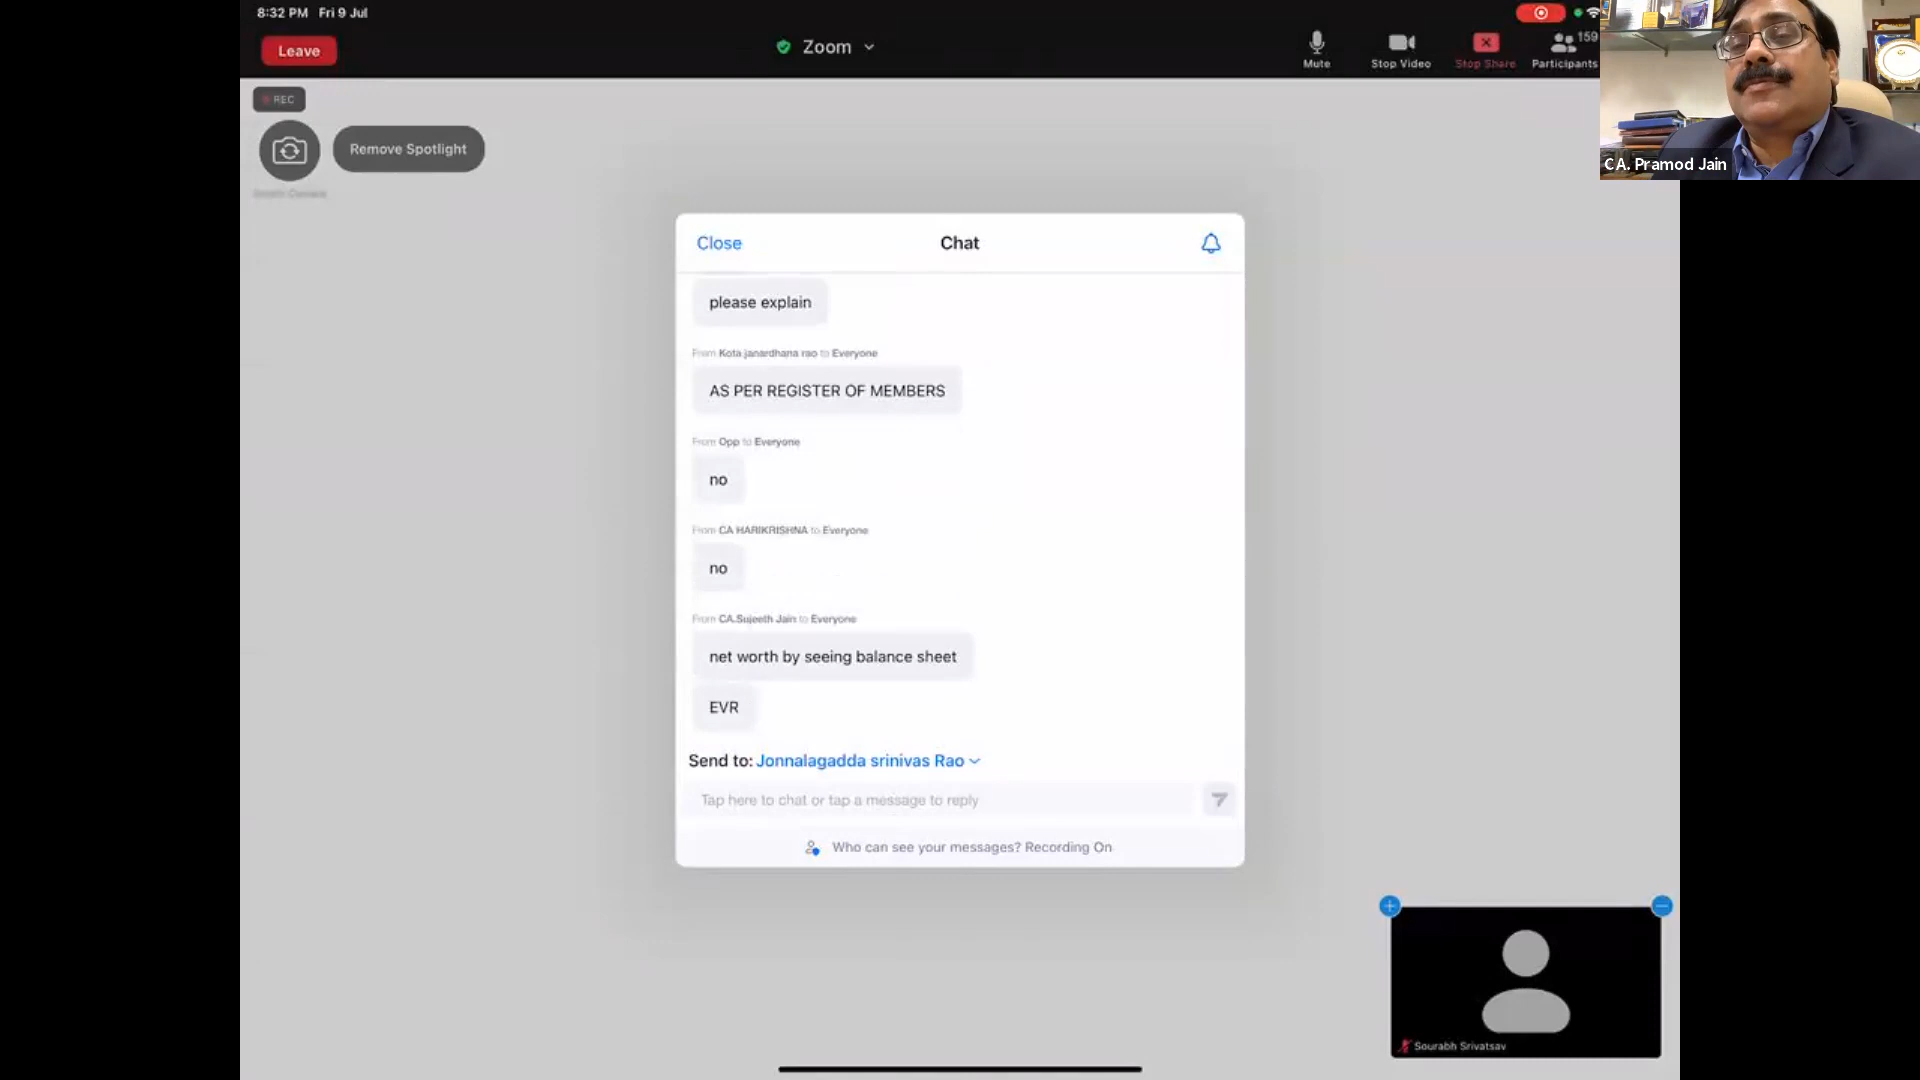 8:32 PM Fri 9 Jul
Leave
Zoom
Mute
Stop Video
Stop Share
159
Participants
CA. Pramod Jain
REC
Remove Spotlight
Switch Camera
Close
Chat
please explain
From Kota janardhana rao to Everyone
AS PER REGISTER OF MEMBERS
From Opp to Everyone
no
From CA HARIKRISHNA to Everyone
no
From CA.Sujeeth Jain to Everyone
net worth by seeing balance sheet
EVR
Send to: Jonnalagadda srinivas Rao
Tap here to chat or tap a message to reply
Who can see your messages? Recording On
Sourabh Srivatsav